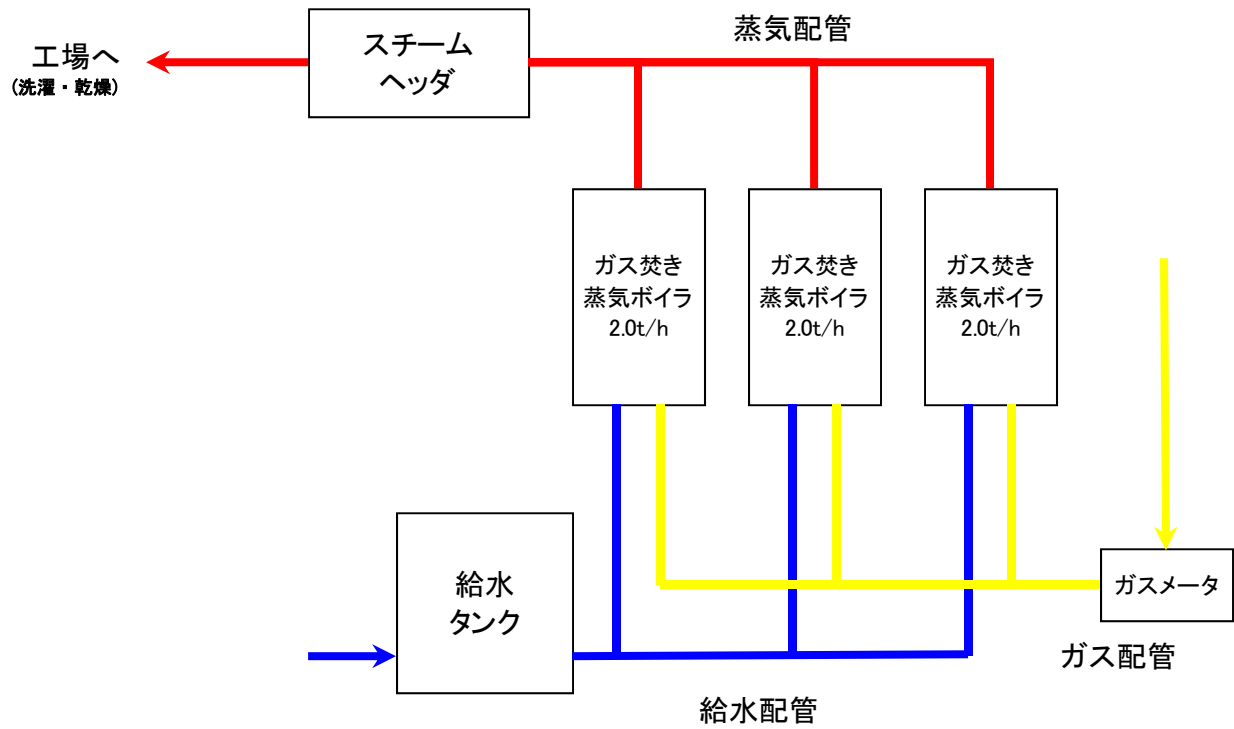 蒸気配管
スチーム
ヘッダ
工場へ
(洗濯・乾燥)
ガス焚き
蒸気ボイラ
2.0t/h
ガス焚き
蒸気ボイラ
2.0t/h
ガス焚き
蒸気ボイラ
2.0t/h
給水
タンク
ガスメータ
ガス配管
給水配管